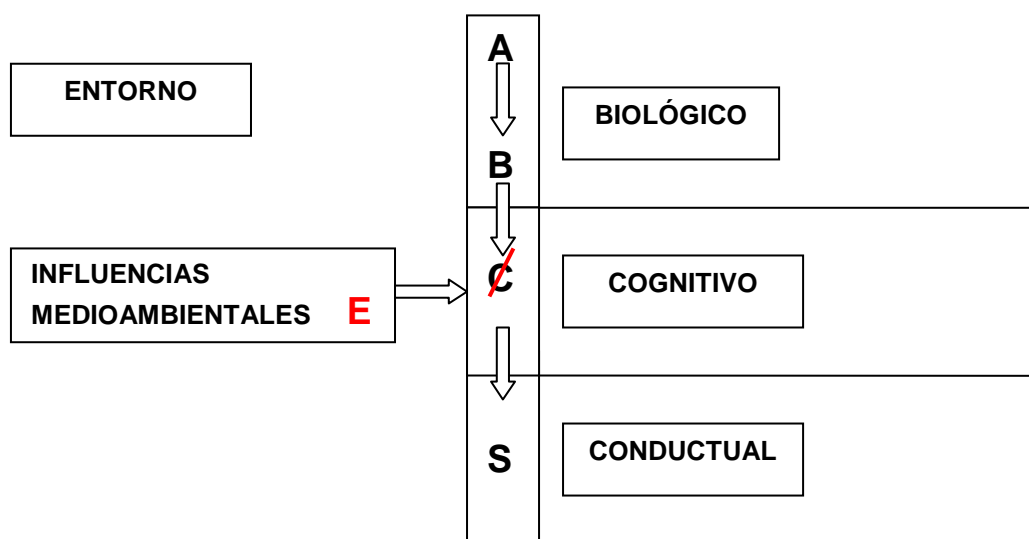 A
ENTORNO
BIOLÓGICO
B
INFLUENCIAS
MEDIOAMBIENTALES E
C
COGNITIVO
S
CONDUCTUAL